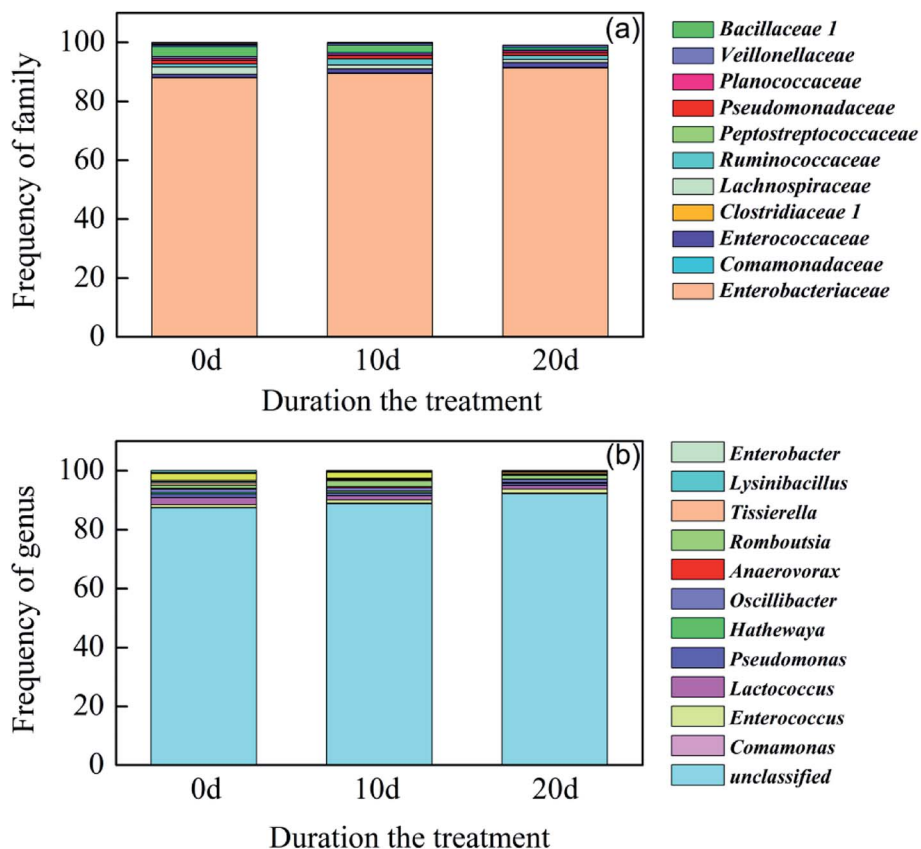 (a)
100
80
60
40
20
0
Frequency of family
0d 10d 20d
Duration the treatment
Bacillaceae 1
Veillonellaceae
Planococcaceae
Pseudomonadaceae
Peptostreptococcaceae
Ruminococcaceae
Lachnospiraceae
Clostridiaceae 1
Enterococcaceae
Comamonadaceae
Enterobacteriaceae
(b)
100
80
60
40
20
0
Frequency of genus
0d 10d 20d
Duration the treatment
Enterobacter
Lysinibacillus
Tissierella
Romboutsia
Anaerovorax
Oscillibacter
Hathewaya
Pseudomonas
Lactococcus
Enterococcus
Comamonas
unclassified